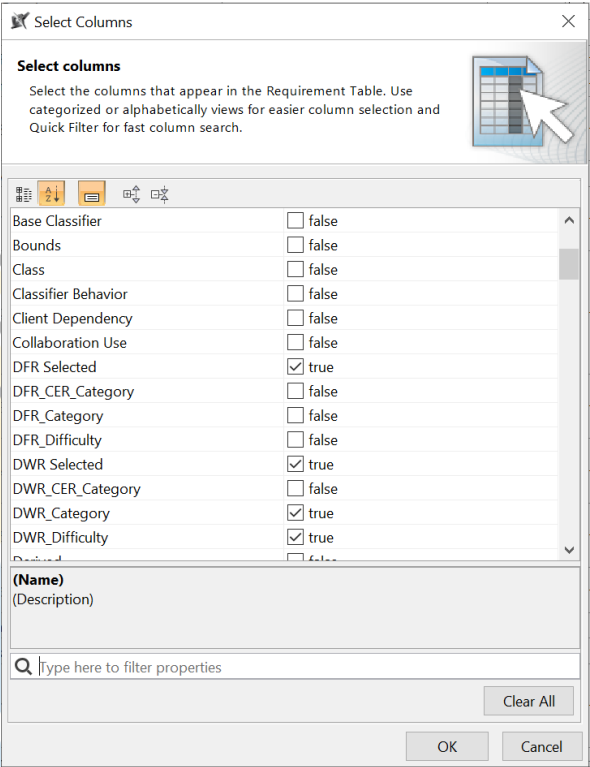 Select Columns
Select columns
Select the columns that appear in the Requirement Table. Use
categorized or alphabetically views for easier column selection and
Quick Filter for fast column search.
Base Classifier false
Bounds false
Class false
Classifier Behavior false
Client Dependency false
Collaboration Use false
DFR Selected true
DFR_CER_Category false
DFR_Category false
DFR_Difficulty false
DWR Selected true
DWR_CER_Category false
DWR_Category true
DWR_Difficulty true
Derived false
(Name)
(Description)
Type here to filter properties
Clear All
OK Cancel